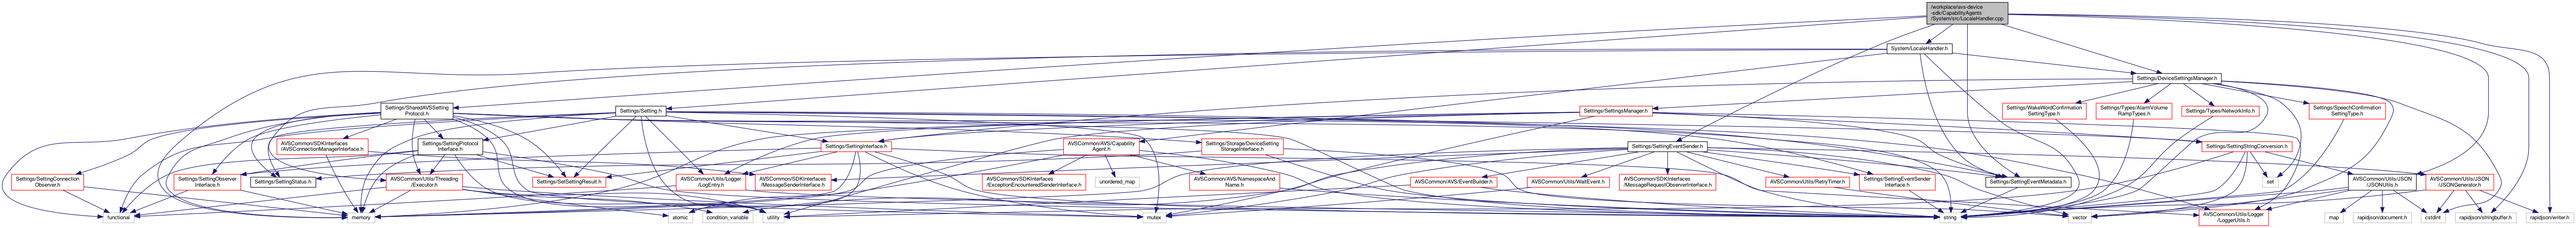 /workplace/avs-device
-sdk/CapabilityAgents
/System/src/LocaleHandler.cpp
System/LocaleHandler.h
Settings/DeviceSettingsManager.h
Settings/SharedAVSSetting
Protocol.h
Settings/Setting.h
Settings/SettingsManager.h
Settings/WakeWordConfirmation
SettingType.h
Settings/Types/AlarmVolume
RampTypes.h
Settings/Types/NetworkInfo.h
Settings/SpeechConfirmation
SettingType.h
AVSCommon/SDKInterfaces
/AVSConnectionManagerInterface.h
Settings/SettingProtocol
Interface.h
Settings/SettingInterface.h
AVSCommon/AVS/Capability
Agent.h
Settings/Storage/DeviceSetting
StorageInterface.h
Settings/SettingEventSender.h
Settings/SettingStringConversion.h
Settings/SettingConnection
Observer.h
Settings/SettingObserver
Interface.h
Settings/SettingStatus.h
AVSCommon/Utils/Threading
/Executor.h
Settings/SetSettingResult.h
AVSCommon/Utils/Logger
/LogEntry.h
AVSCommon/SDKInterfaces
/MessageSenderInterface.h
AVSCommon/SDKInterfaces
/ExceptionEncounteredSenderInterface.h
unordered_map
AVSCommon/AVS/NamespaceAnd
Name.h
AVSCommon/AVS/EventBuilder.h
AVSCommon/Utils/WaitEvent.h
AVSCommon/SDKInterfaces
/MessageRequestObserverInterface.h
AVSCommon/Utils/RetryTimer.h
Settings/SettingEventSender
Interface.h
Settings/SettingEventMetadata.h
set
AVSCommon/Utils/JSON
/JSONUtils.h
AVSCommon/Utils/JSON
/JSONGenerator.h
functional
memory
atomic
condition_variable
utility
mutex
string
vector
AVSCommon/Utils/Logger
/LoggerUtils.h
map
rapidjson/document.h
cstdint
rapidjson/stringbuffer.h
rapidjson/writer.h